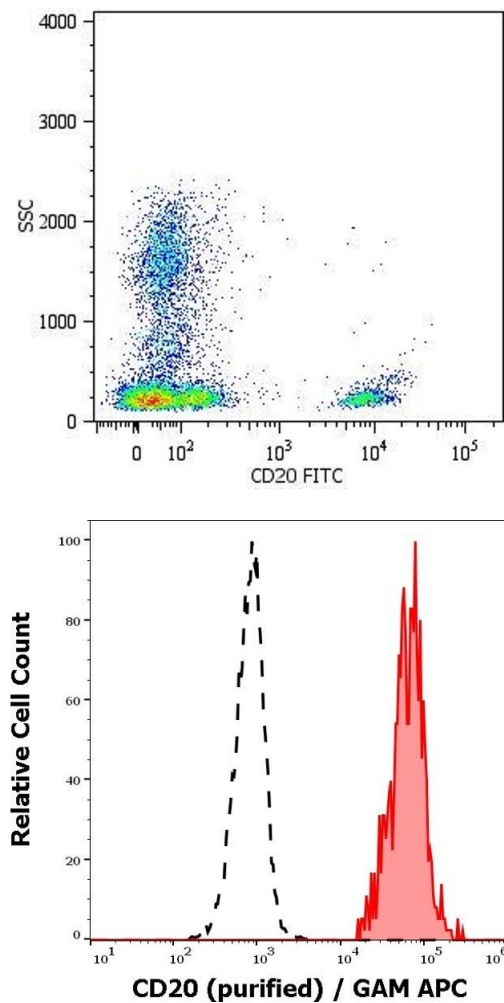 4000
3000
SSC
2000
1000
0
0 10² 10³ 10⁴ 10⁵
CD20 FITC
100
80
Relative Cell Count
60
40
20
0
10¹ 10² 10³ 10⁴ 10⁵ 10⁶
CD20 (purified) / GAM APC